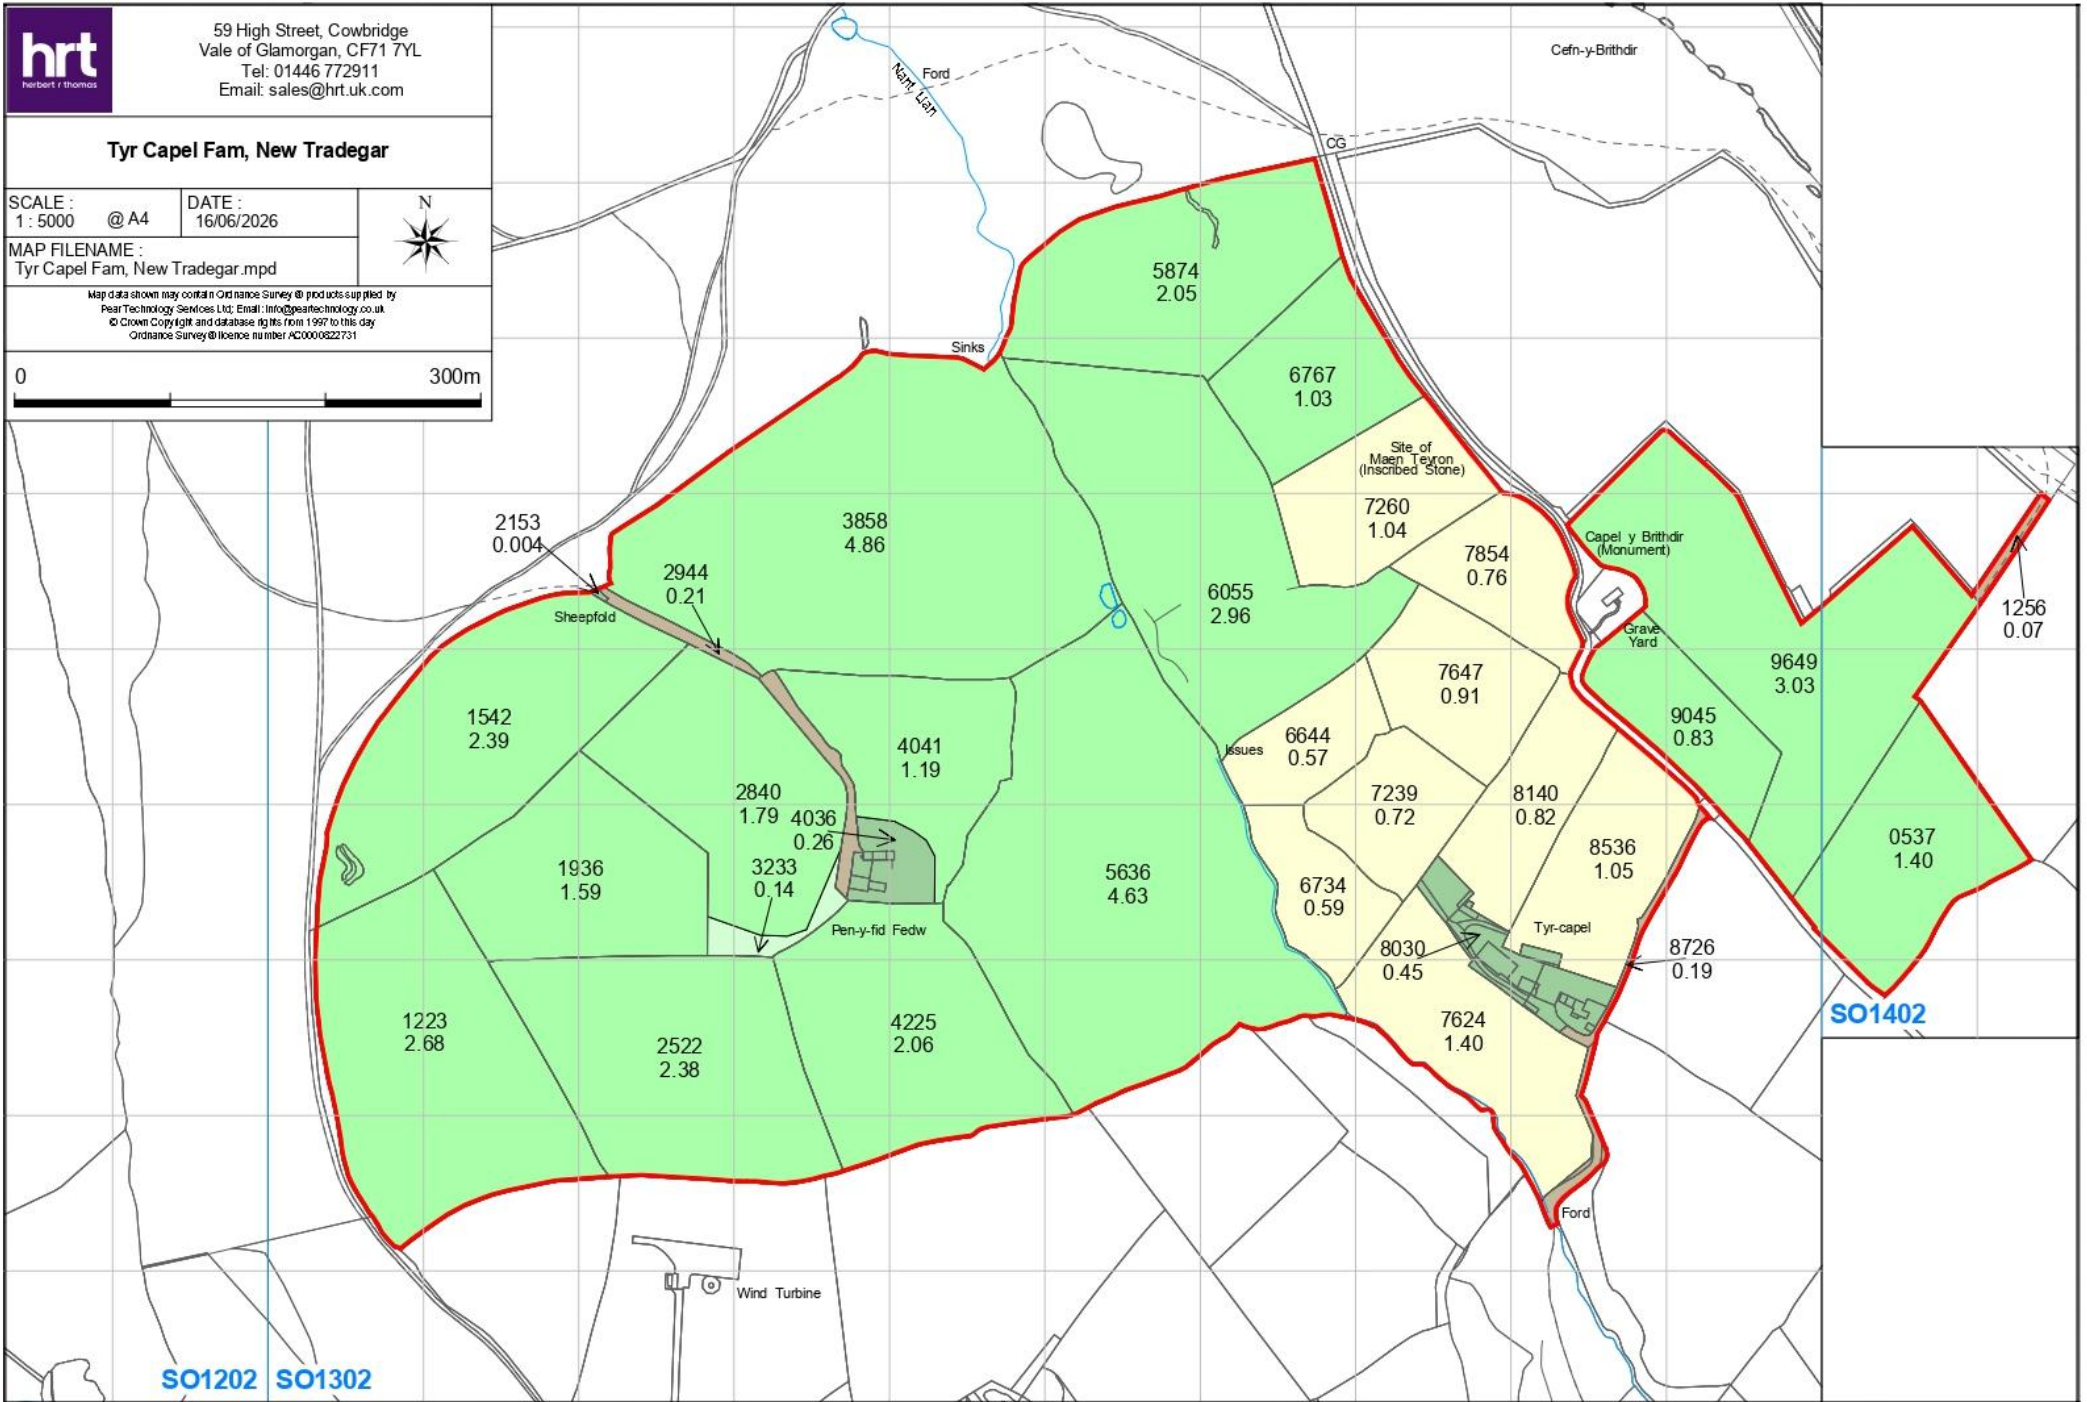 hrt
herbert r thomas
59 High Street, Cowbridge
Vale of Glamorgan, CF71 7YL
Tel: 01446 772911
Email: sales@hrt.uk.com
Tyr Capel Fam, New Tradegar
SCALE :
1 : 5000 @ A4
DATE :
16/06/2026
N
MAP FILENAME :
Tyr Capel Fam, New Tradegar.mpd
Map data shown may contain Ordnance Survey ® products supplied by
Pear Technology Services Ltd; Email: info@peartechnology.co.uk
© Crown Copyright and database rights from 1997 to this day
Ordnance Survey ® licence number AC0000822731
0 300m
Cefn-y-Brithdir
Ford
Nant Llan
CG
5874
2.05
Sinks
6767
1.03
Site of
Maen Teyron
(Inscribed Stone)
7260
1.04
2153
0.004
3858
4.86
2944
0.21
Sheepfold
6055
2.96
7854
0.76
Capel y Brithdir
(Monument)
Grave
Yard
1256
0.07
9649
3.03
7647
0.91
9045
0.83
1542
2.39
4041
1.19
Issues
6644
0.57
2840
1.79
4036
0.26
7239
0.72
8140
0.82
8536
1.05
0537
1.40
1936
1.59
3233
0.14
5636
4.63
6734
0.59
Pen-y-fid Fedw
Tyr-capel
8030
0.45
8726
0.19
1223
2.68
2522
2.38
4225
2.06
7624
1.40
SO1402
Ford
Wind Turbine
SO1202 SO1302